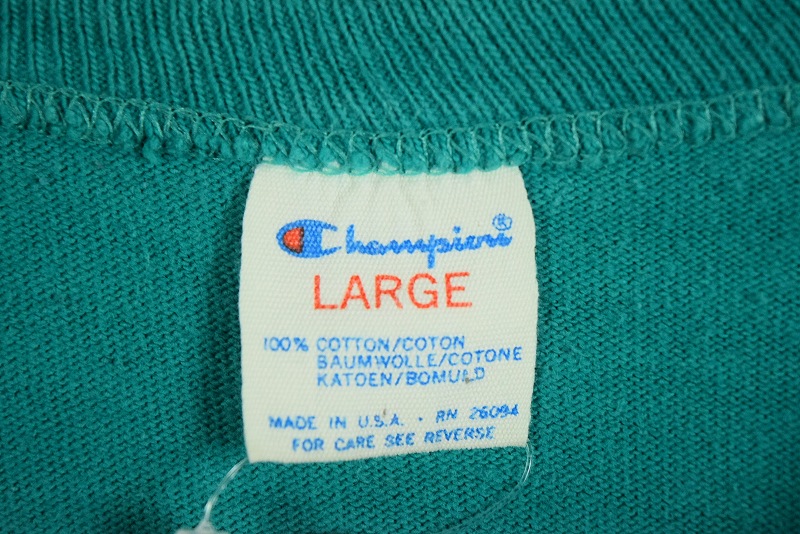 Champion®
LARGE
100% COTTON/COTON
BAUMWOLLE/COTONE
KATOEN/BOMULD
MADE IN U.S.A. · RN 26094
FOR CARE SEE REVERSE